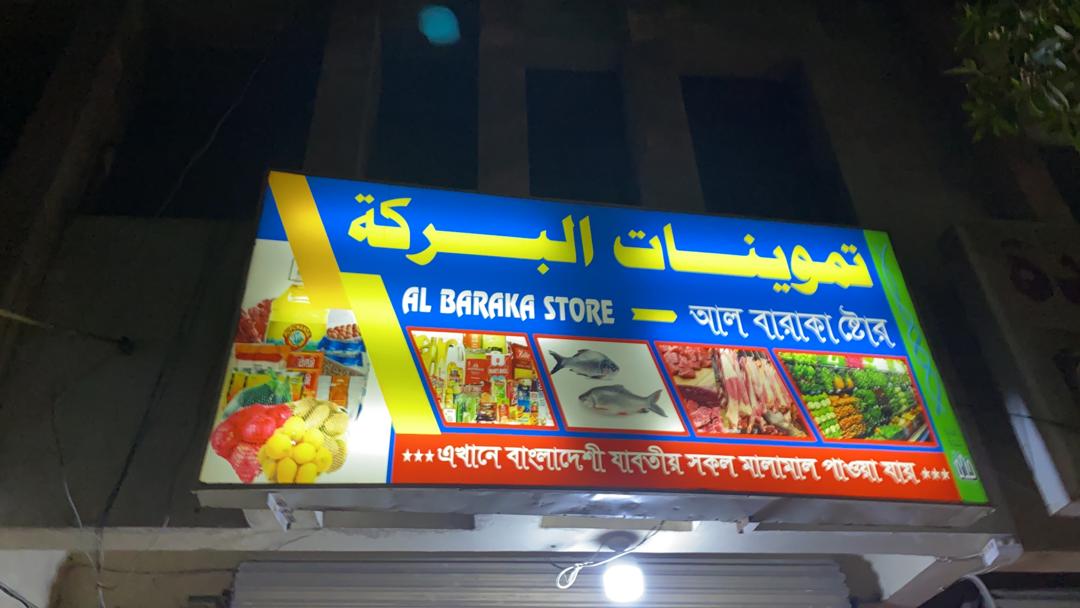 تموينات البركة
AL BARAKA STORE — আল বারাকা ষ্টোর
***এখানে বাংলাদেশী যাবতীয় সকল মালামাল পাওয়া যায় ***